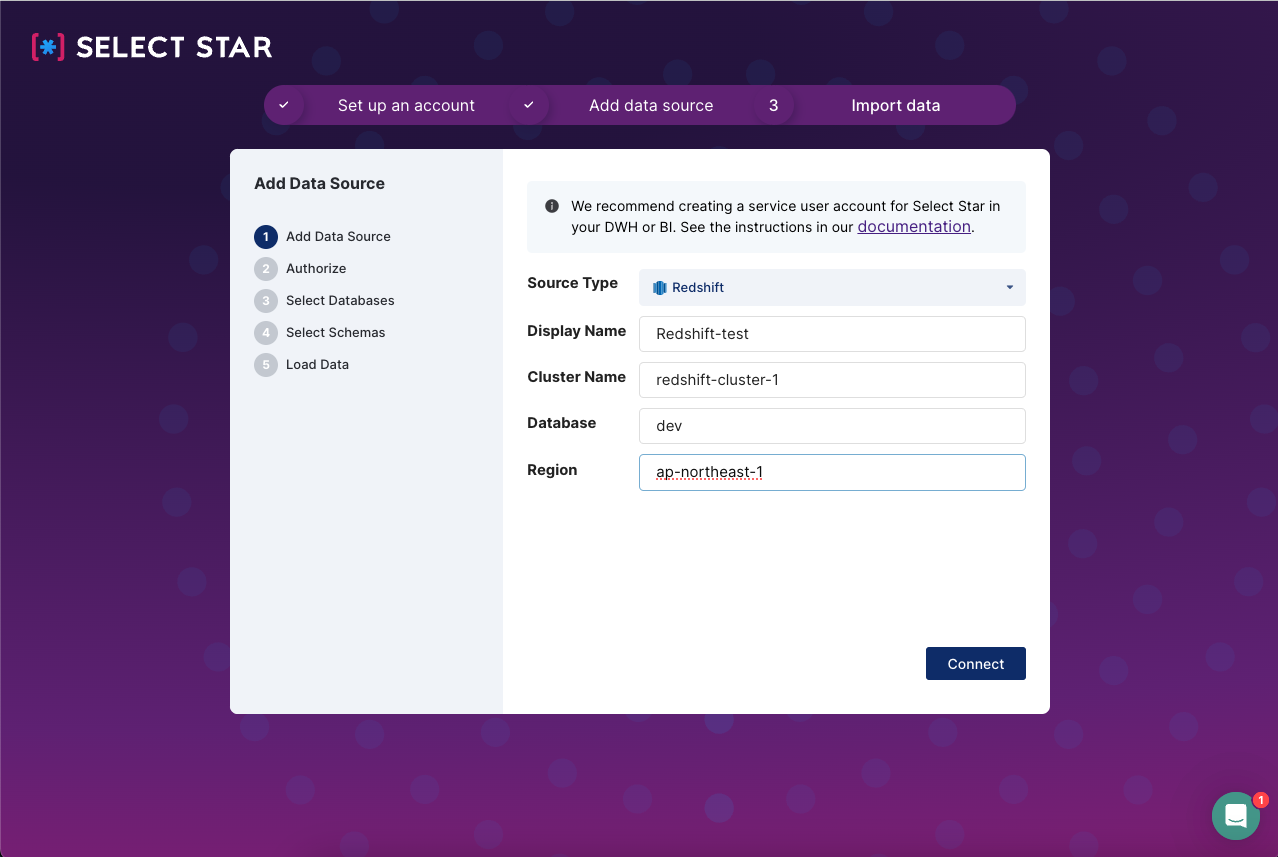 [*] SELECT STAR
Set up an account
Add data source
3
Import data
Add Data Source
1 Add Data Source
2 Authorize
3 Select Databases
4 Select Schemas
5 Load Data
We recommend creating a service user account for Select Star in
your DWH or BI. See the instructions in our documentation.
Source Type
Redshift
Display Name
Redshift-test
Cluster Name
redshift-cluster-1
Database
dev
Region
ap-northeast-1
Connect
1